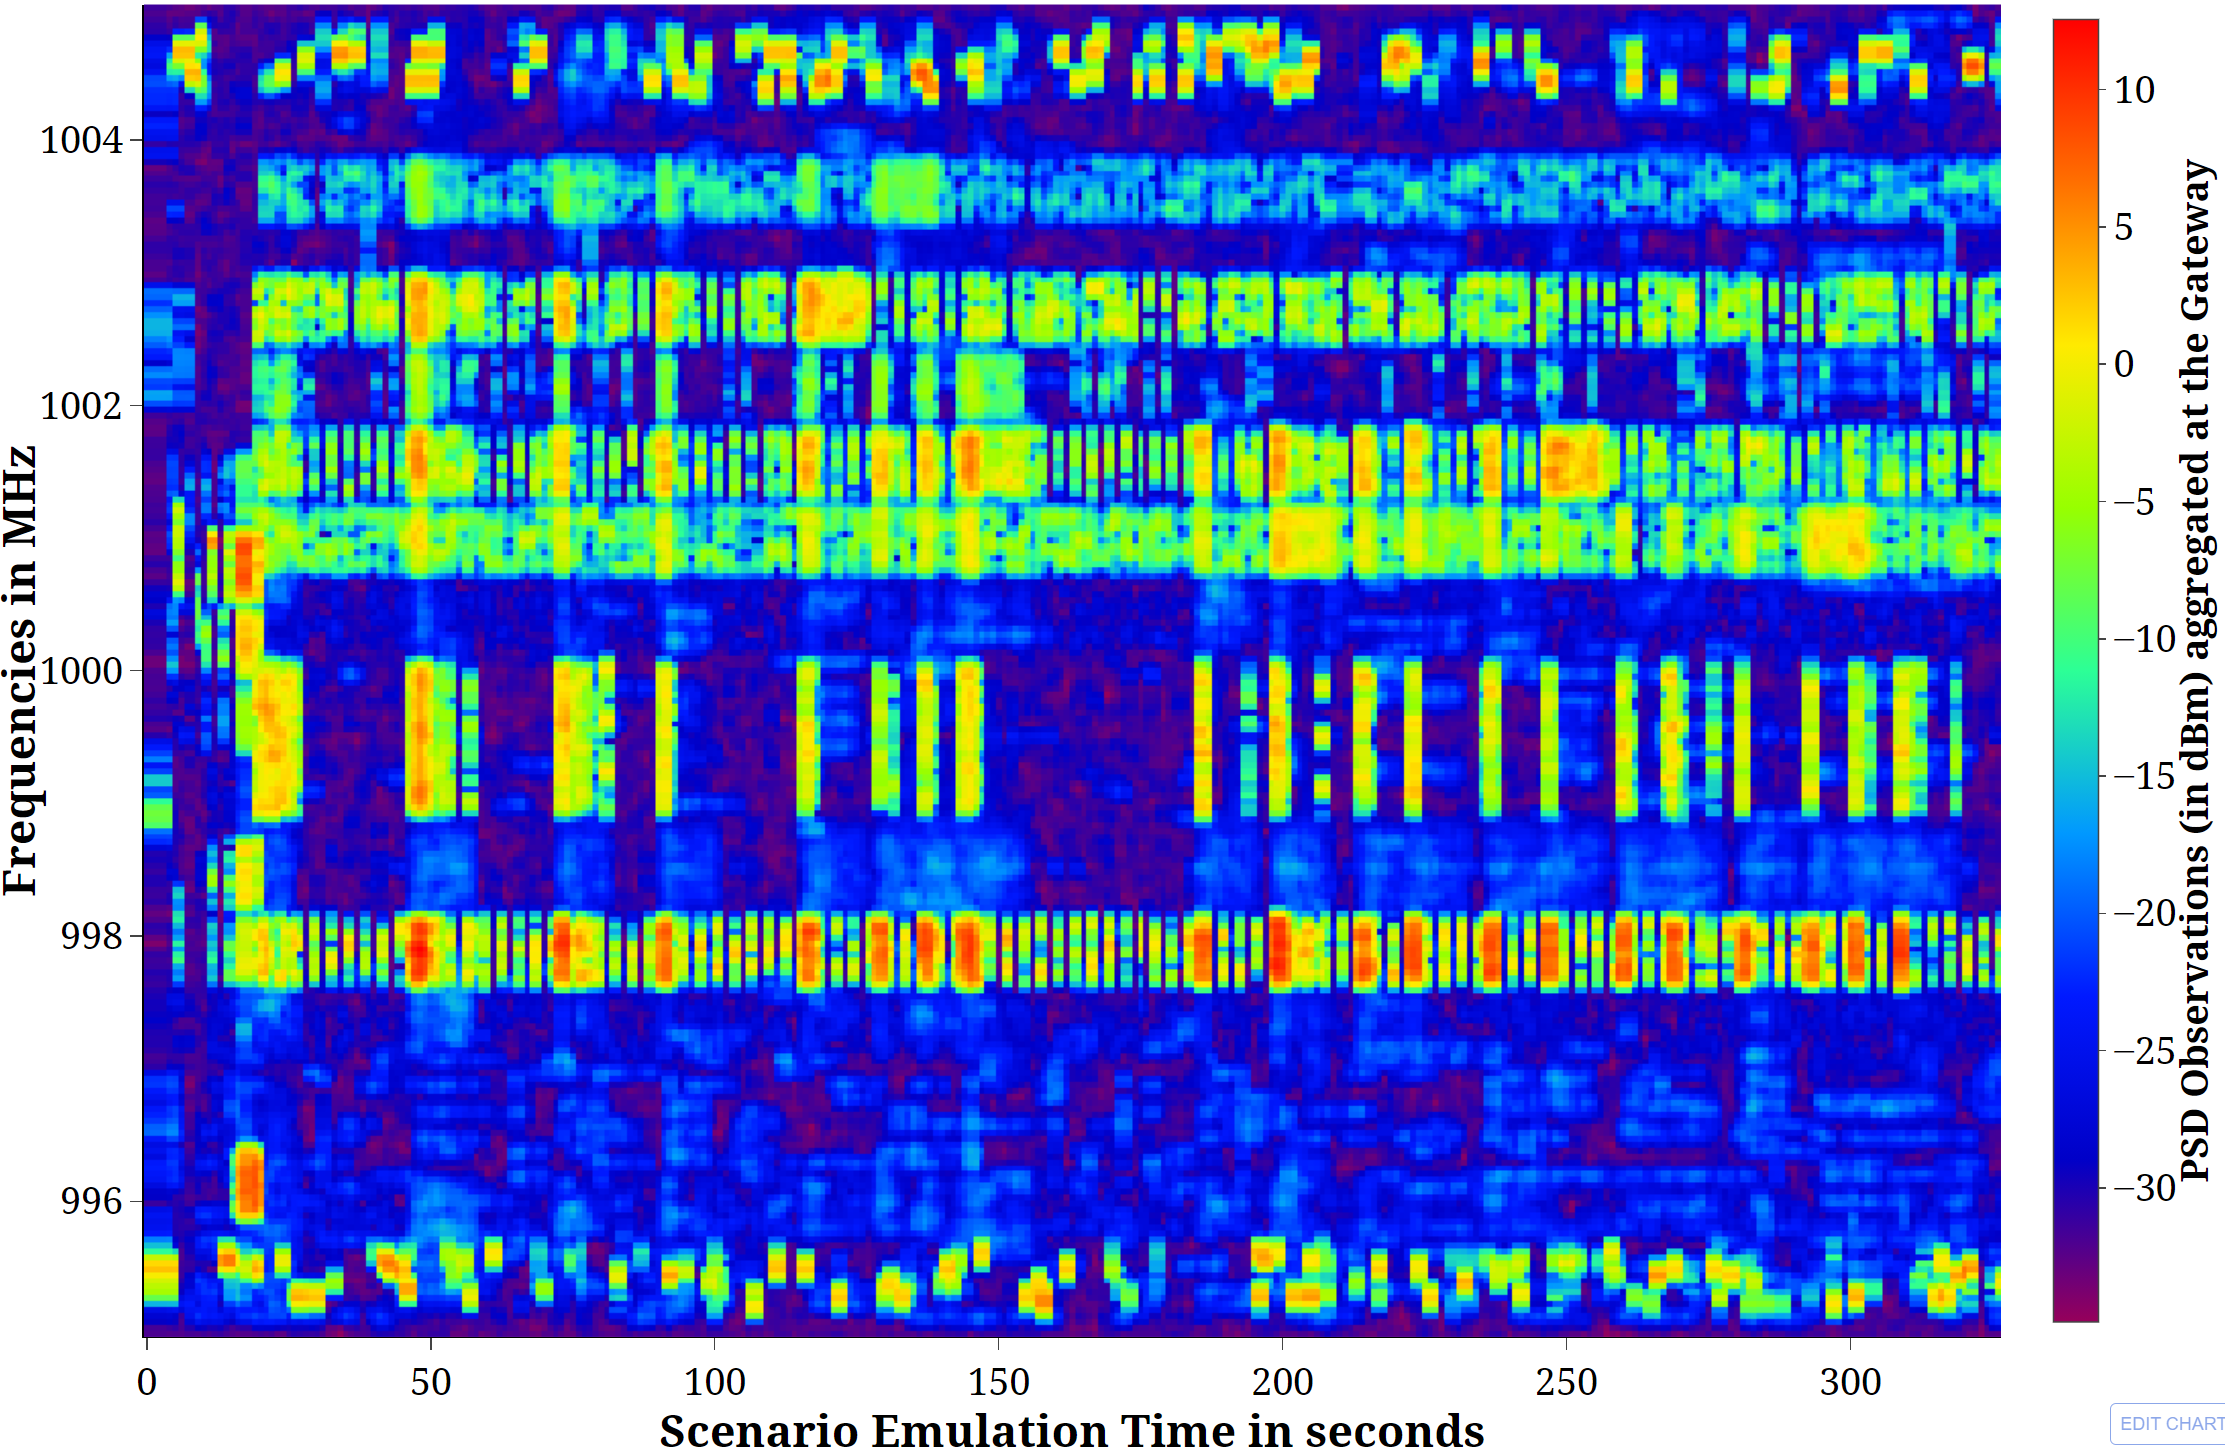 Frequencies in MHz
1004
1002
1000
998
996
0 50 100 150 200 250 300
Scenario Emulation Time in seconds
10
5
0
−5
−10
−15
−20
−25
−30
PSD Observations (in dBm) aggregated at the Gateway
EDIT CHART